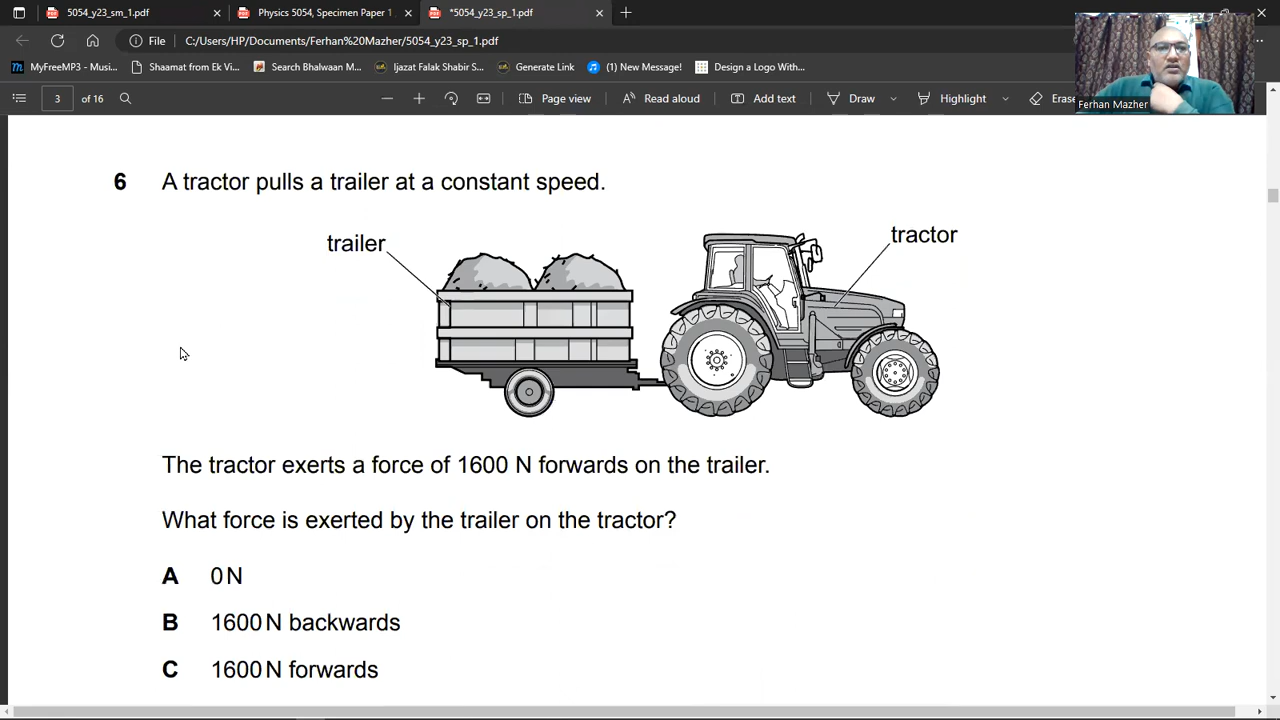 5054_y23_sm_1.pdf
Physics 5054, Specimen Paper 1
*5054_y23_sp_1.pdf
File
C:/Users/HP/Documents/Ferhan%20Mazher/5054_y23_sp_1.pdf
MyFreeMP3 - Musi...
Shaamat from Ek Vi...
Search Bhalwaan M...
Ijazat Falak Shabir S...
Generate Link
(1) New Message!
Design a Logo With...
3 of 16
Page view
Read aloud
Add text
Draw
Highlight
Erase
Ferhan Mazher
6 A tractor pulls a trailer at a constant speed.
trailer
tractor
The tractor exerts a force of 1600 N forwards on the trailer.
What force is exerted by the trailer on the tractor?
A 0 N
B 1600 N backwards
C 1600 N forwards